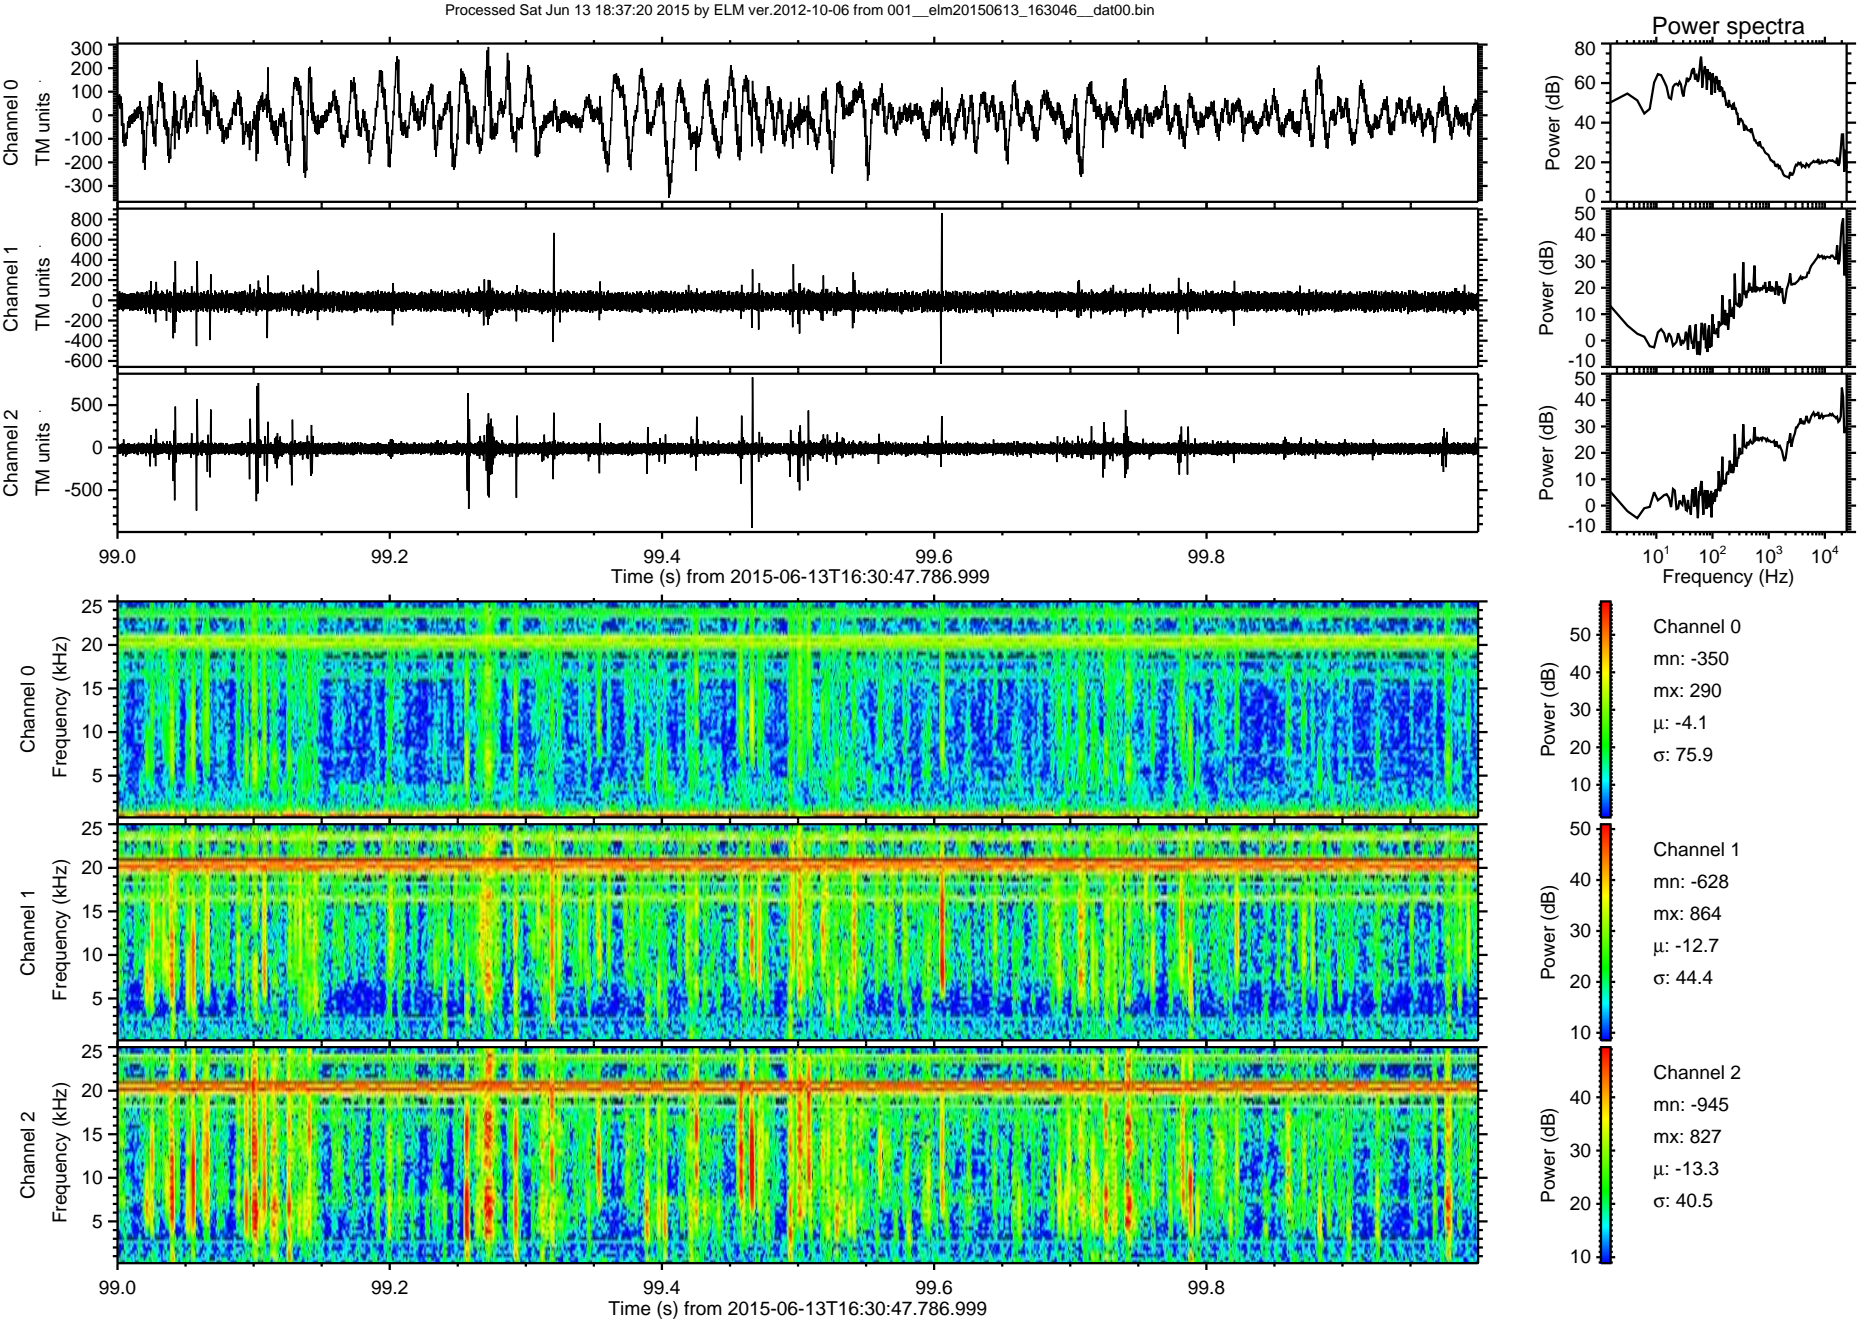 Processed Sat Jun 13 18:37:20 2015 by ELM ver.2012-10-06 from 001__elm20150613_163046__dat00.bin
Power spectra
Channel 0
TM units
300
200
100
0
-100
-200
-300
Power (dB)
80
60
40
20
0
Channel 1
TM units
800
600
400
200
0
-200
-400
-600
Power (dB)
50
40
30
20
10
0
-10
Channel 2
TM units
500
0
-500
Power (dB)
50
40
30
20
10
0
-10
99.0 99.2 99.4 99.6 99.8
Time (s) from 2015-06-13T16:30:47.786.999
10¹ 10² 10³ 10⁴
Frequency (Hz)
Channel 0
Frequency (kHz)
25
20
15
10
5
Power (dB)
50
40
30
20
10
Channel 0
mn: -350
mx: 290
μ: -4.1
σ: 75.9
Channel 1
Frequency (kHz)
25
20
15
10
5
Power (dB)
50
40
30
20
10
Channel 1
mn: -628
mx: 864
μ: -12.7
σ: 44.4
Channel 2
Frequency (kHz)
25
20
15
10
5
Power (dB)
40
30
20
10
Channel 2
mn: -945
mx: 827
μ: -13.3
σ: 40.5
99.0 99.2 99.4 99.6 99.8
Time (s) from 2015-06-13T16:30:47.786.999